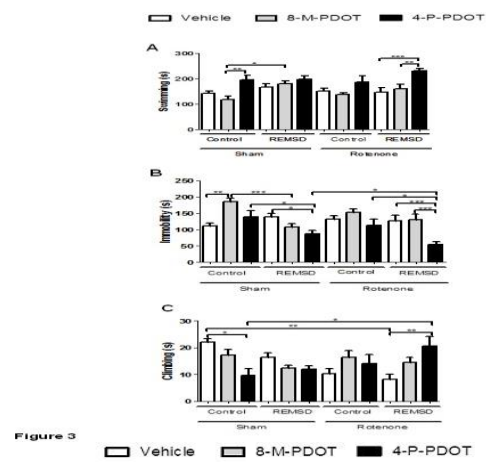 Vehicle 8-M-PDOT 4-P-PDOT
A
Swimming (s)
300
200
100
0
** * *** **
Control REMSD Control REMSD
Sham Rotenone
B
Immobility (s)
250
200
150
100
50
0
** *** * * * * *** ***
Control REMSD Control REMSD
Sham Rotenone
C
Climbing (s)
30
20
10
0
* ** * **
Control REMSD Control REMSD
Sham Rotenone
Figure 3
Vehicle 8-M-PDOT 4-P-PDOT